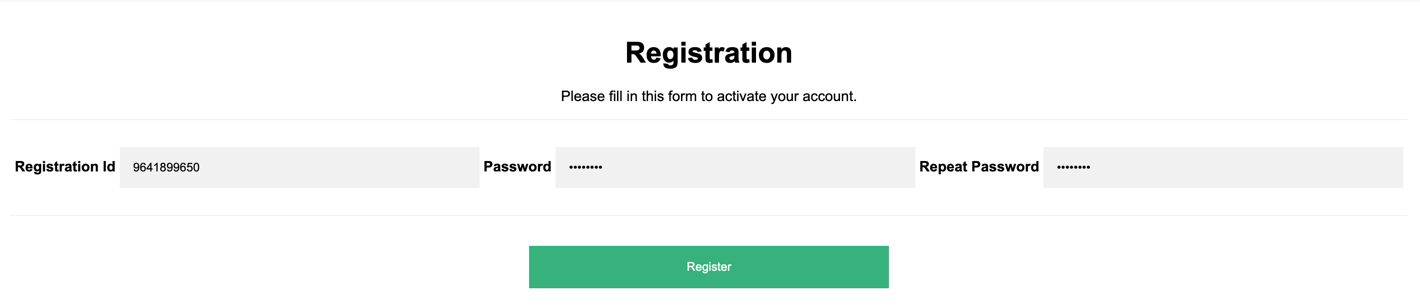 Registration
Please fill in this form to activate your account.
Registration Id 9641899650 Password •••••••• Repeat Password ••••••••
Register